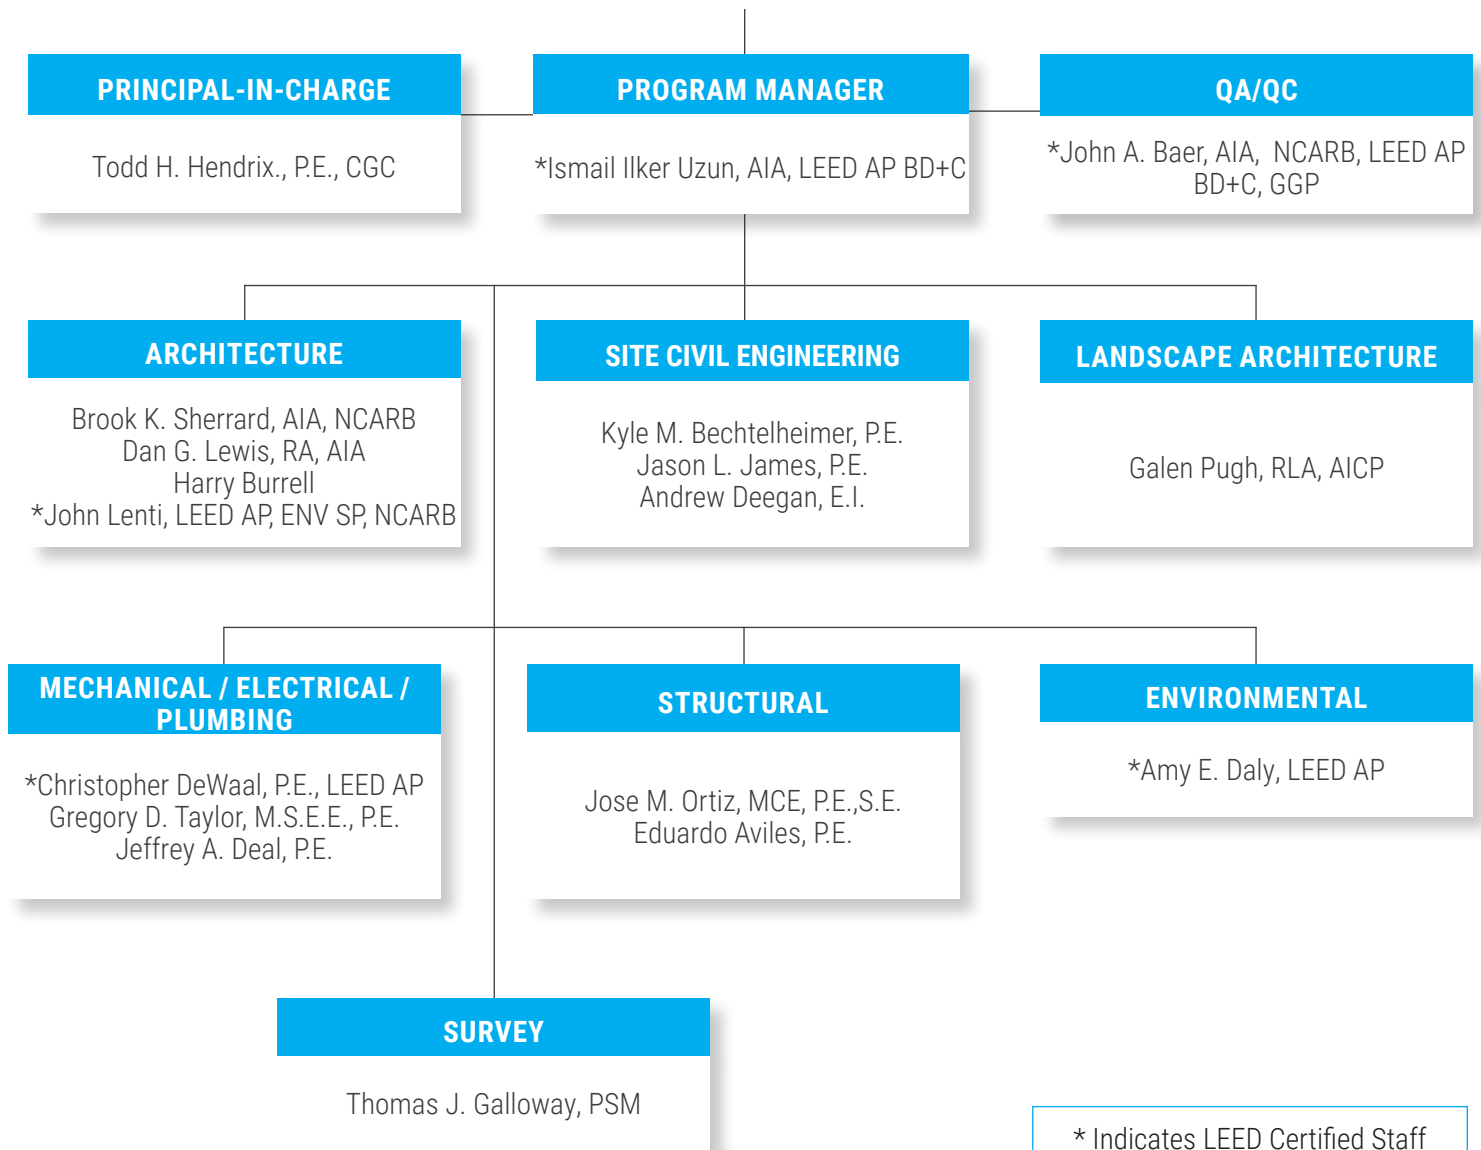 PRINCIPAL-IN-CHARGE
Todd H. Hendrix., P.E., CGC
PROGRAM MANAGER
*Ismail Ilker Uzun, AIA, LEED AP BD+C
QA/QC
*John A. Baer, AIA, NCARB, LEED AP
BD+C, GGP
ARCHITECTURE
Brook K. Sherrard, AIA, NCARB
Dan G. Lewis, RA, AIA
Harry Burrell
*John Lenti, LEED AP, ENV SP, NCARB
SITE CIVIL ENGINEERING
Kyle M. Bechtelheimer, P.E.
Jason L. James, P.E.
Andrew Deegan, E.I.
LANDSCAPE ARCHITECTURE
Galen Pugh, RLA, AICP
MECHANICAL / ELECTRICAL /
PLUMBING
*Christopher DeWaal, P.E., LEED AP
Gregory D. Taylor, M.S.E.E., P.E.
Jeffrey A. Deal, P.E.
STRUCTURAL
Jose M. Ortiz, MCE, P.E.,S.E.
Eduardo Aviles, P.E.
ENVIRONMENTAL
*Amy E. Daly, LEED AP
SURVEY
Thomas J. Galloway, PSM
* Indicates LEED Certified Staff